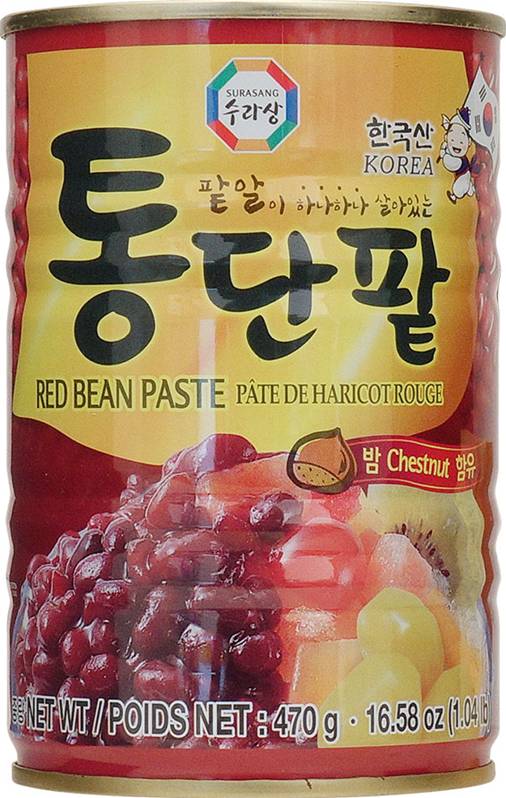 SURASANG
수라상
한국산
KOREA
팥알이 하나하나 살아있는
통단팥
RED BEAN PASTE PÂTE DE HARICOT ROUGE
밤 Chestnut 함유
NET WT / POIDS NET : 470 g · 16.58 oz (1.04 lb)